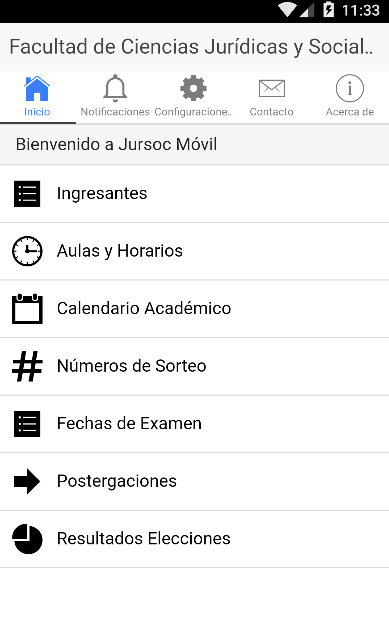 11:33
Facultad de Ciencias Jurídicas y Social..
Inicio
Notificaciones
Configuracione..
Contacto
Acerca de
Bienvenido a Jursoc Móvil
Ingresantes
Aulas y Horarios
Calendario Académico
Números de Sorteo
Fechas de Examen
Postergaciones
Resultados Elecciones